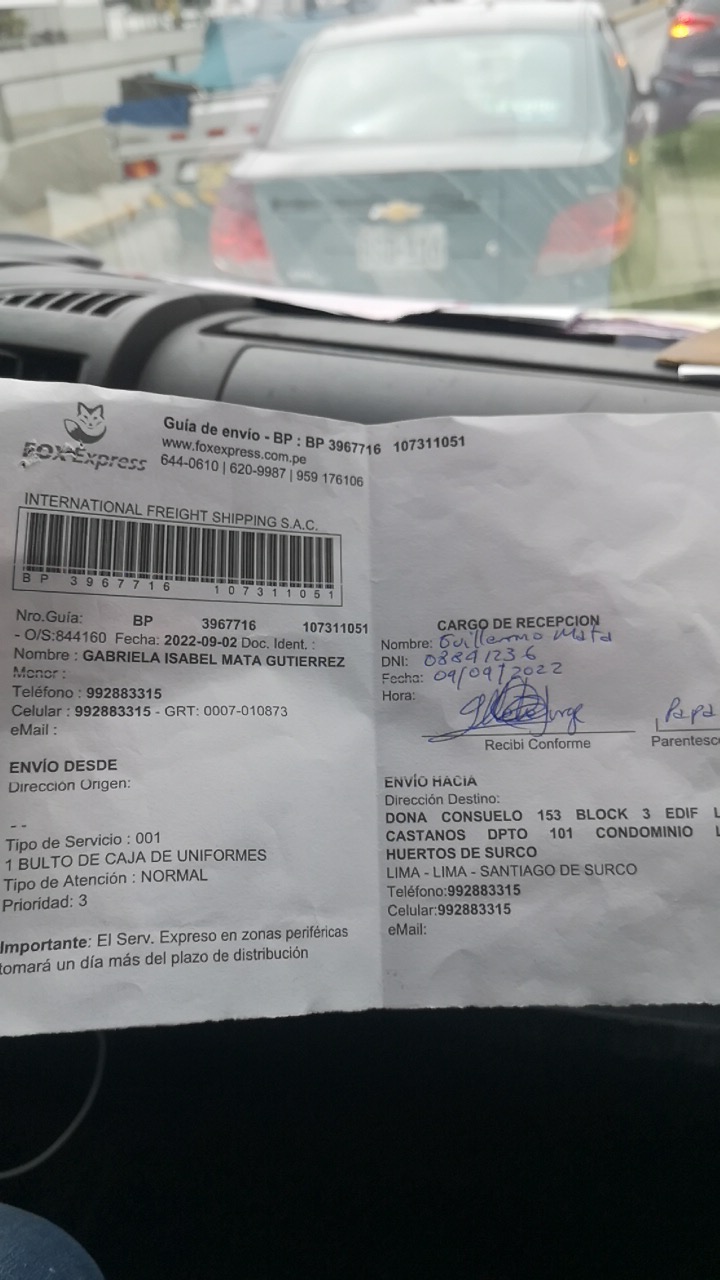 FOX Express
Guía de envío - BP : BP 3967716 107311051
www.foxexpress.com.pe
644-0610 | 620-9987 | 959 176106
INTERNATIONAL FREIGHT SHIPPING S.A.C.
BP 3967716 107311051
Nro.Guía: BP 3967716 107311051
- O/S:844160 Fecha: 2022-09-02 Doc. Ident. :
Nombre : GABRIELA ISABEL MATA GUTIERREZ
Menor :
Teléfono : 992883315
Celular : 992883315 - GRT: 0007-010873
eMail :
ENVÍO DESDE
Dirección Origen:
- -
Tipo de Servicio : 001
1 BULTO DE CAJA DE UNIFORMES
Tipo de Atención : NORMAL
Prioridad: 3
Importante: El Serv. Expreso en zonas periféricas
tomará un día más del plazo de distribución
CARGO DE RECEPCION
Nombre: Guillermo Mata
DNI: 08841236
Fecha: 09/09/2022
Hora:
Papa
Recibi Conforme Parentesco
ENVÍO HACIA
Dirección Destino:
DONA CONSUELO 153 BLOCK 3 EDIF L
CASTANOS DPTO 101 CONDOMINIO L
HUERTOS DE SURCO
LIMA - LIMA - SANTIAGO DE SURCO
Teléfono:992883315
Celular:992883315
eMail: